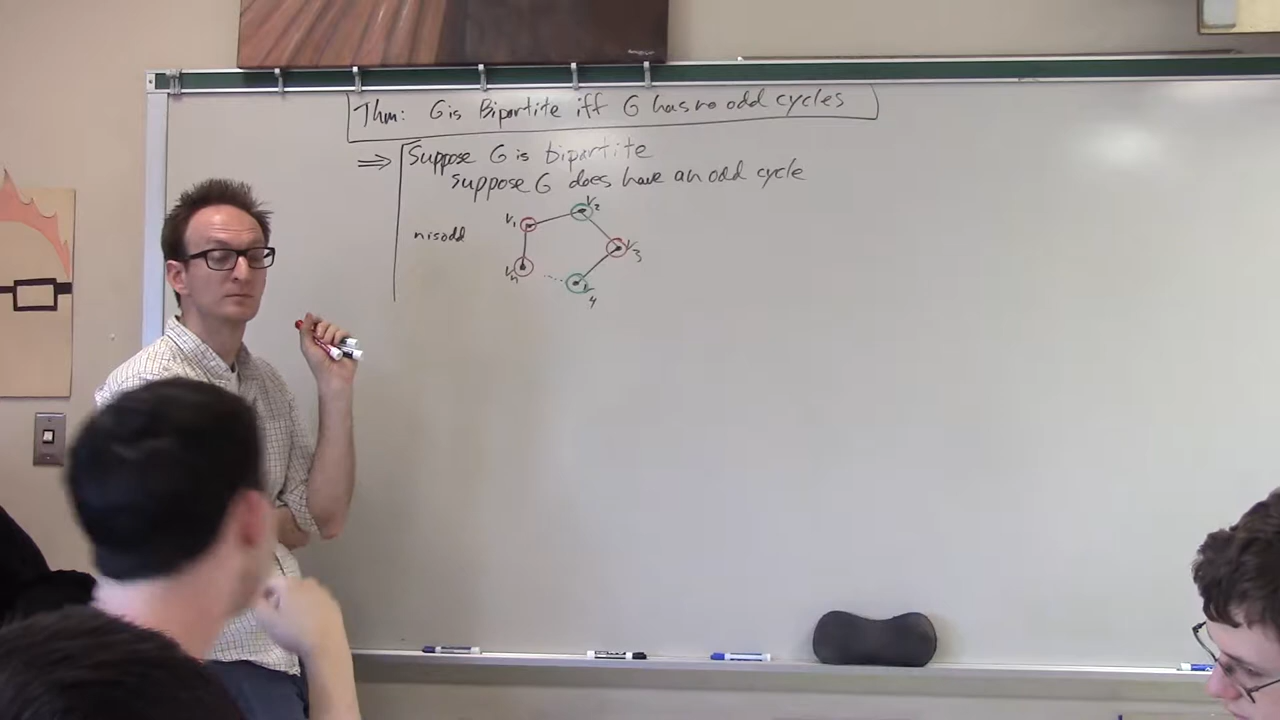 Thm: G is Bipartite iff G has no odd cycles
⇒ Suppose G is bipartite
Suppose G does have an odd cycle
n is odd
V₁ V₂
V₃
Vₙ V₄